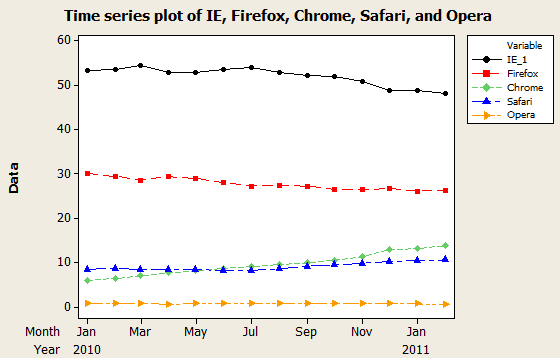 Time series plot of IE, Firefox, Chrome, Safari, and Opera
60
50
40
30
20
10
0
Data
Variable
IE_1
Firefox
Chrome
Safari
Opera
Month Jan Mar May Jul Sep Nov Jan
Year 2010 2011